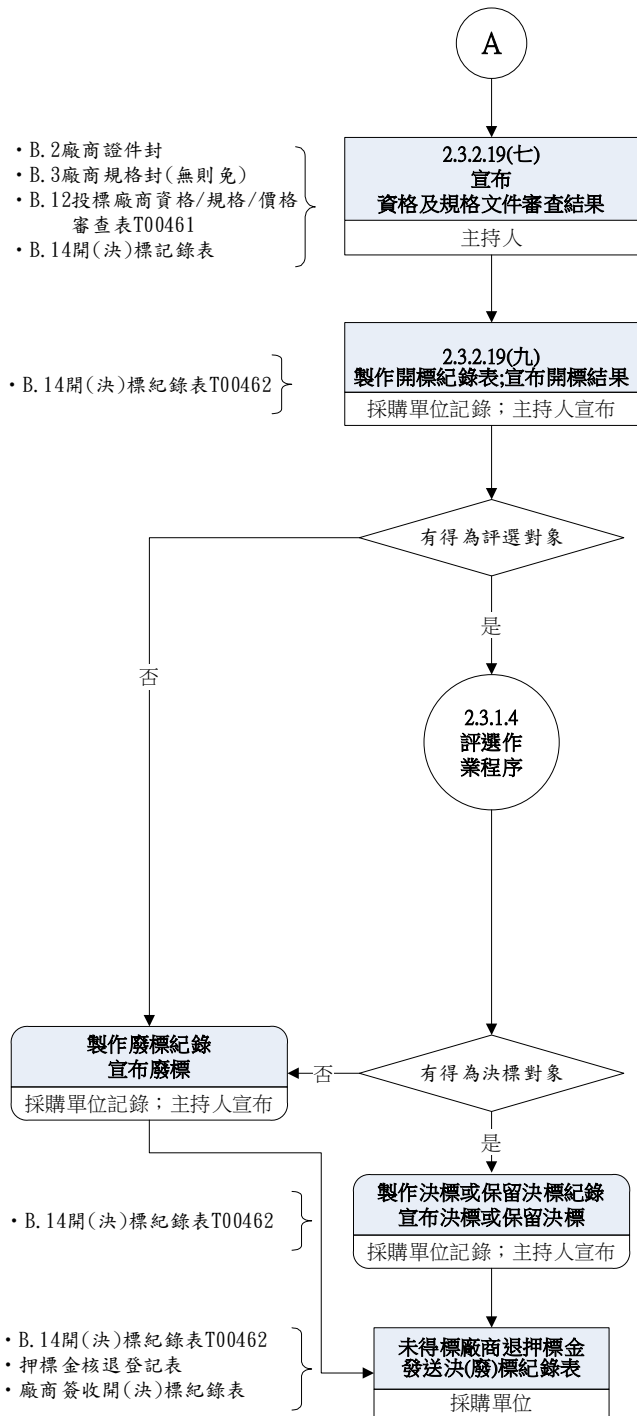 A
・B.2廠商證件封
・B.3廠商規格封(無則免)
・B.12投標廠商資格/規格/價格
審查表T00461
・B.14開(決)標記錄表
2.3.2.19(七)
宣布
資格及規格文件審查結果
主持人
・B.14開(決)標紀錄表T00462
2.3.2.19(九)
製作開標紀錄表;宣布開標結果
採購單位記錄；主持人宣布
有得為評選對象
是
否
2.3.1.4
評選作
業程序
製作廢標紀錄
宣布廢標
採購單位記錄；主持人宣布
否
有得為決標對象
是
・B.14開(決)標紀錄表T00462
製作決標或保留決標紀錄
宣布決標或保留決標
採購單位記錄；主持人宣布
・B.14開(決)標紀錄表T00462
・押標金核退登記表
・廠商簽收開(決)標紀錄表
未得標廠商退押標金
發送決(廢)標紀錄表
採購單位